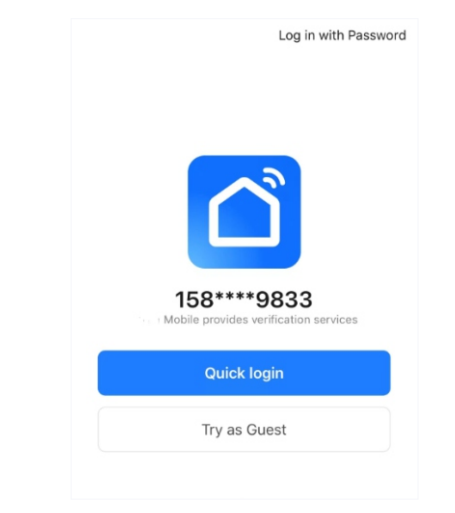 Log in with Password
158****9833
Mobile provides verification services
Quick login
Try as Guest